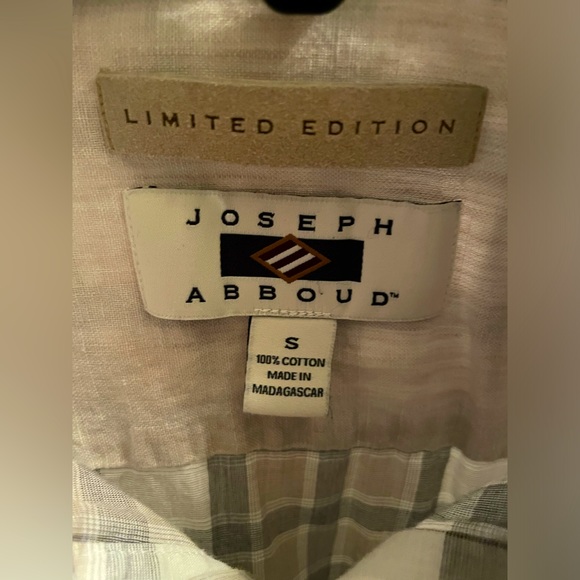 LIMITED EDITION
JOSEPH
ABBOUD™
S
100% COTTON
MADE IN
MADAGASCAR